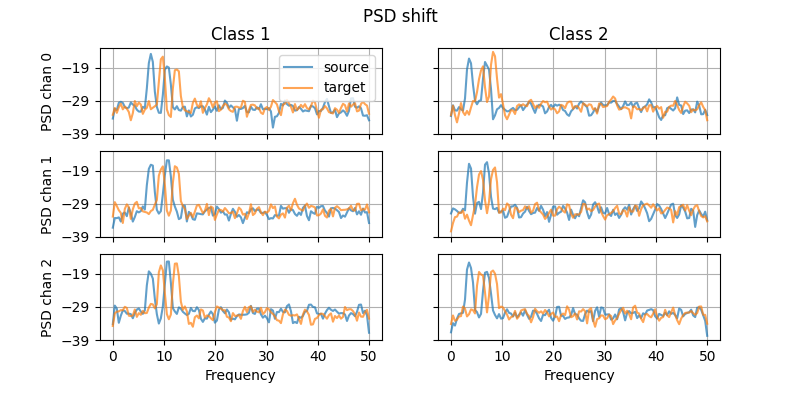 PSD shift
Class 1
Class 2
PSD chan 0
−19
−29
−39
source
target
PSD chan 1
−19
−29
−39
PSD chan 2
−19
−29
−39
0 10 20 30 40 50
0 10 20 30 40 50
Frequency
Frequency